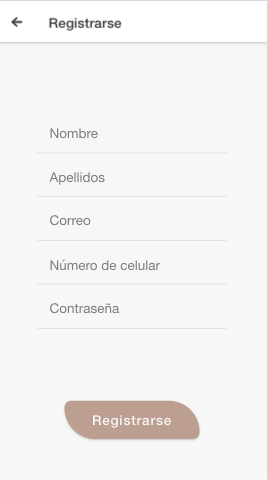 Registrarse
Nombre
Apellidos
Correo
Número de celular
Contraseña
Registrarse